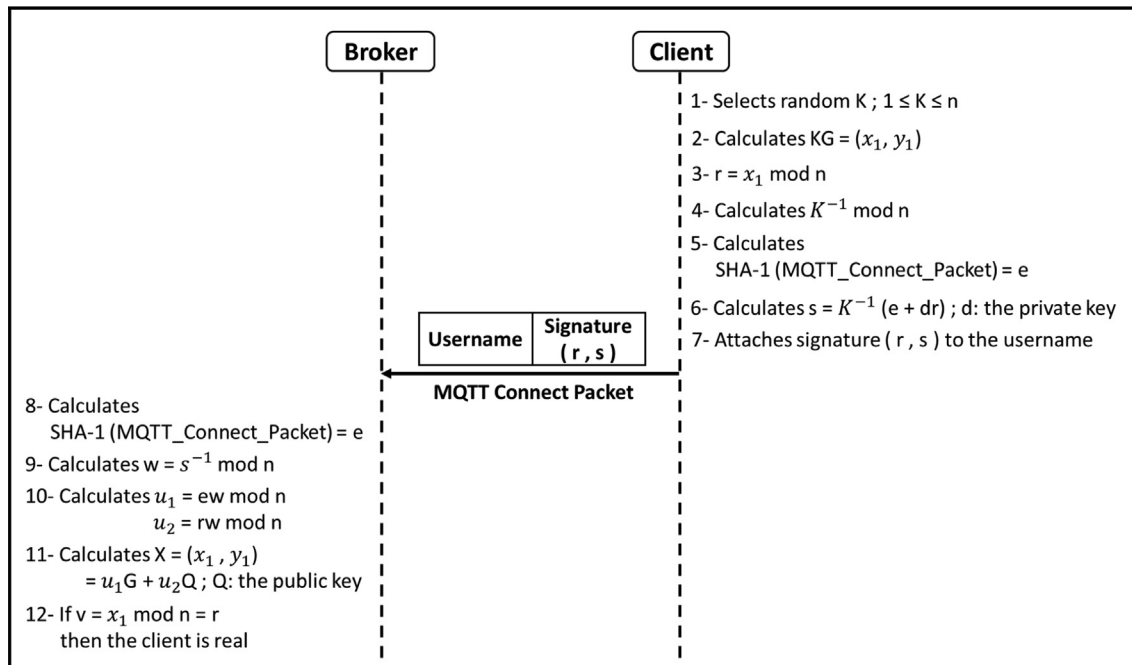 Broker
Client
1- Selects random K ; 1 ≤ K ≤ n
2- Calculates KG = (x₁, y₁)
3- r = x₁ mod n
4- Calculates K⁻¹ mod n
5- Calculates
SHA-1 (MQTT_Connect_Packet) = e
6- Calculates s = K⁻¹ (e + dr) ; d: the private key
7- Attaches signature ( r , s ) to the username
Username
Signature
( r , s )
MQTT Connect Packet
8- Calculates
SHA-1 (MQTT_Connect_Packet) = e
9- Calculates w = s⁻¹ mod n
10- Calculates u₁ = ew mod n
u₂ = rw mod n
11- Calculates X = (x₁ , y₁)
= u₁G + u₂Q ; Q: the public key
12- If v = x₁ mod n = r
then the client is real